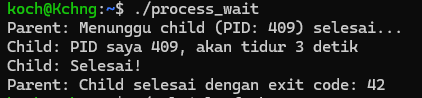 koch@Kchng:~$ ./process_wait
Parent: Menunggu child (PID: 409) selesai...
Child: PID saya 409, akan tidur 3 detik
Child: Selesai!
Parent: Child selesai dengan exit code: 42